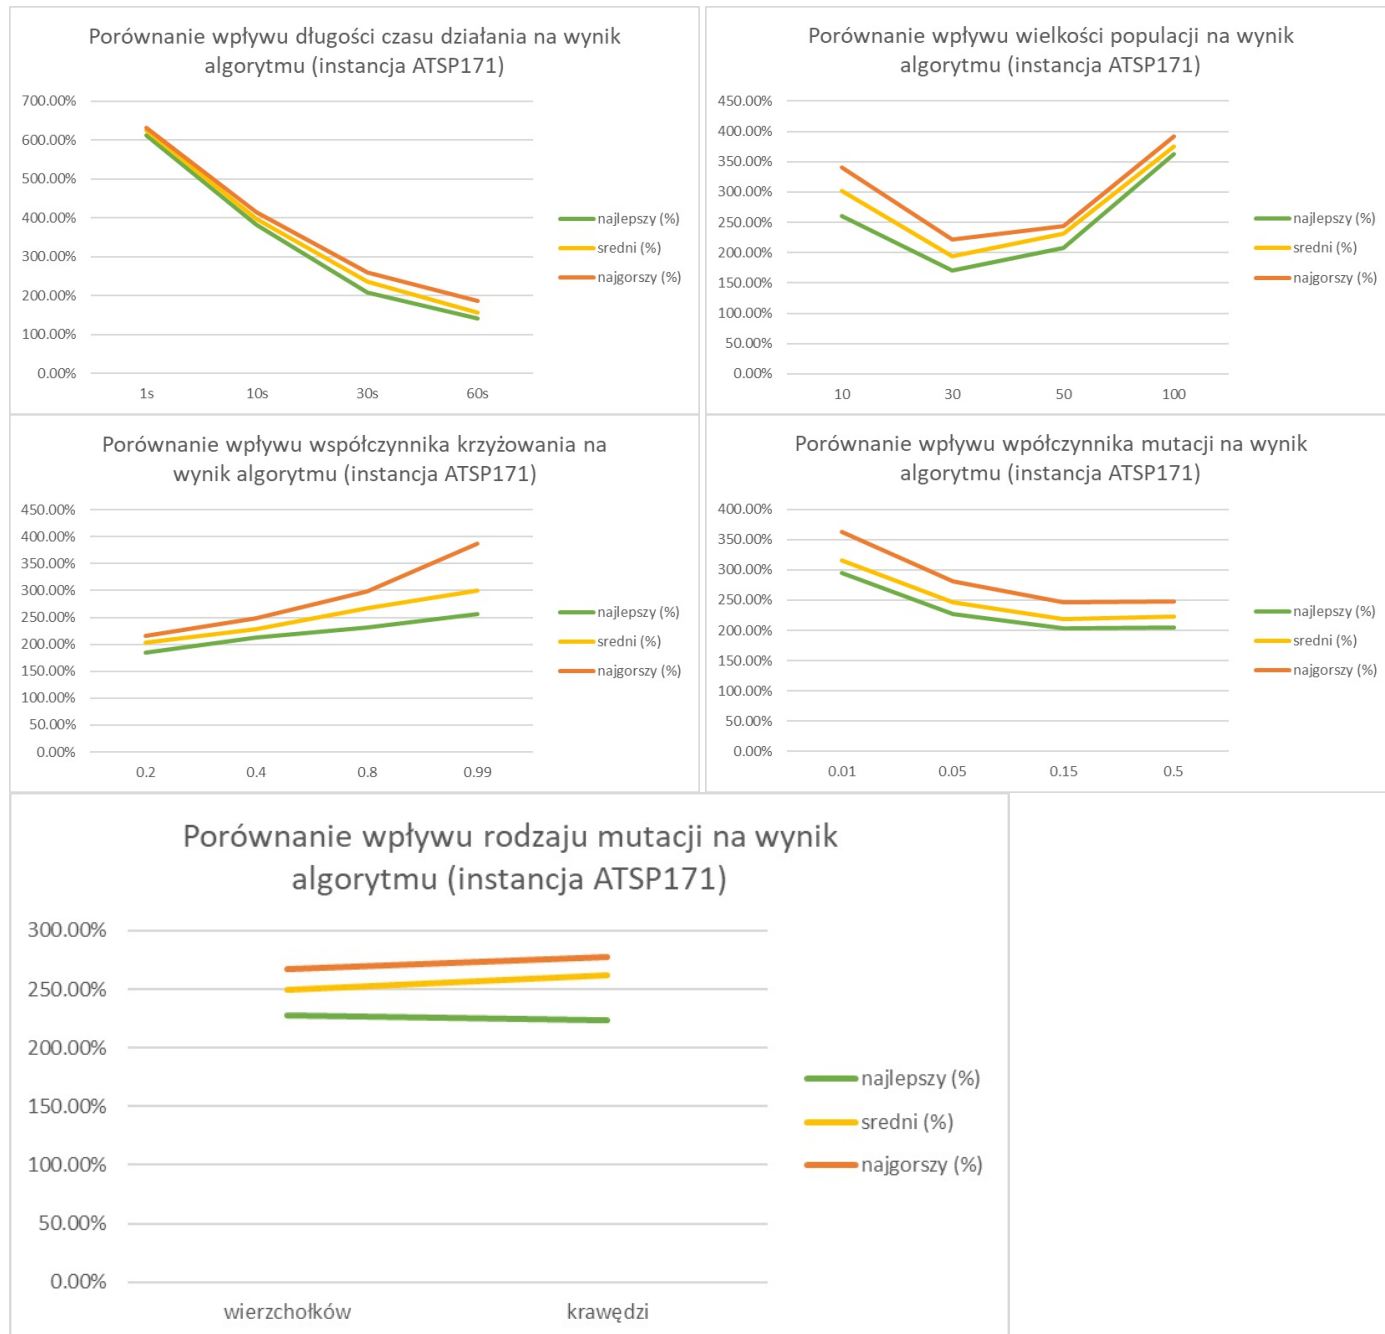 Porównanie wpływu długości czasu działania na wynik
algorytmu (instancja ATSP171)
700.00%
600.00%
500.00%
400.00%
300.00%
200.00%
100.00%
0.00%
1s
10s
30s
60s
najlepszy (%)
sredni (%)
najgorszy (%)
Porównanie wpływu wielkości populacji na wynik
algorytmu (instancja ATSP171)
450.00%
400.00%
350.00%
300.00%
250.00%
200.00%
150.00%
100.00%
50.00%
0.00%
10
30
50
100
najlepszy (%)
sredni (%)
najgorszy (%)
Porównanie wpływu współczynnika krzyżowania na
wynik algorytmu (instancja ATSP171)
450.00%
400.00%
350.00%
300.00%
250.00%
200.00%
150.00%
100.00%
50.00%
0.00%
0.2
0.4
0.8
0.99
najlepszy (%)
sredni (%)
najgorszy (%)
Porównanie wpływu wpółczynnika mutacji na wynik
algorytmu (instancja ATSP171)
400.00%
350.00%
300.00%
250.00%
200.00%
150.00%
100.00%
50.00%
0.00%
0.01
0.05
0.15
0.5
najlepszy (%)
sredni (%)
najgorszy (%)
Porównanie wpływu rodzaju mutacji na wynik
algorytmu (instancja ATSP171)
300.00%
250.00%
200.00%
150.00%
100.00%
50.00%
0.00%
wierzchołków
krawędzi
najlepszy (%)
sredni (%)
najgorszy (%)